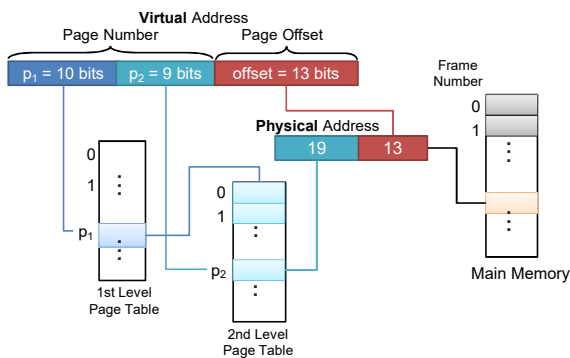 Virtual Address
Page Number
Page Offset
p₁ = 10 bits
p₂ = 9 bits
offset = 13 bits
Frame
Number
0
1
⋮
⋮
Main Memory
Physical Address
19
13
0
1
⋮
p₁
⋮
1st Level
Page Table
0
1
⋮
p₂
⋮
2nd Level
Page Table